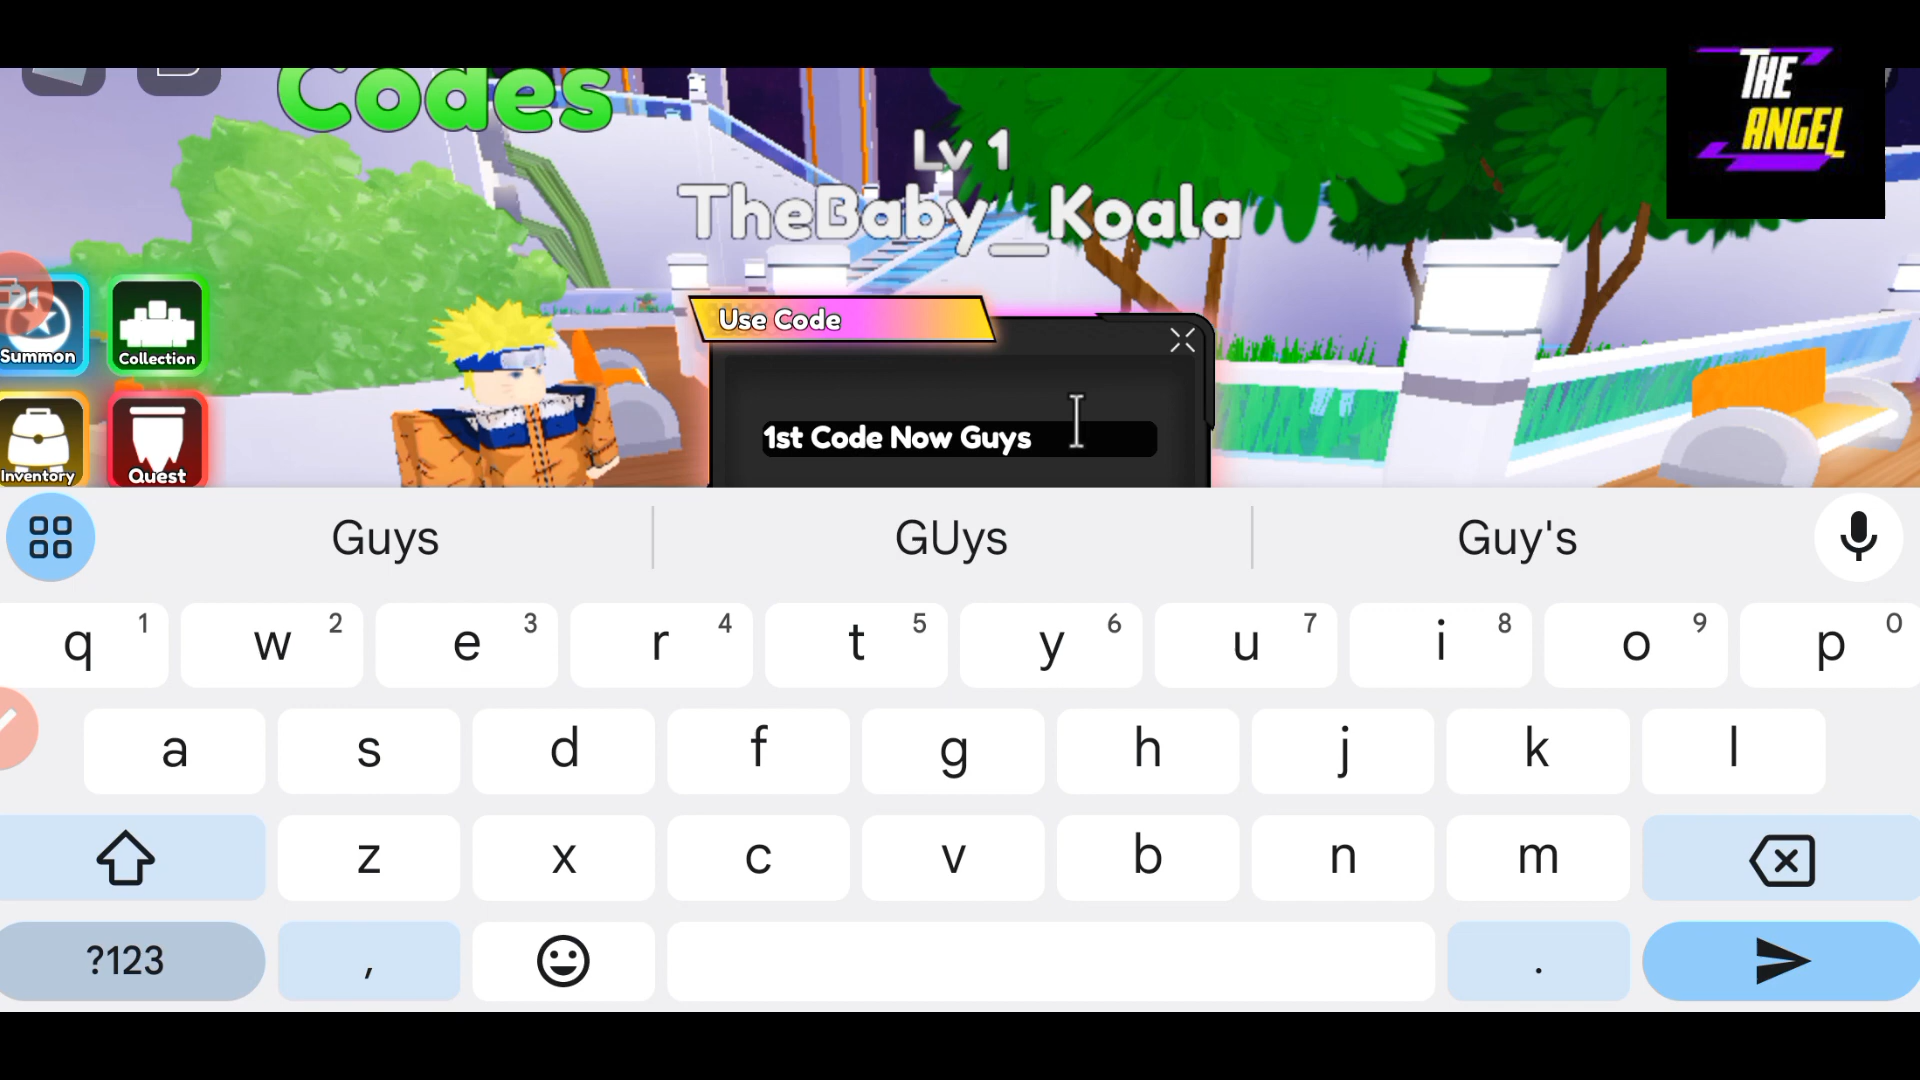 Codes
THE
ANGEL
Lv 1
TheBaby_Koala
Use Code
Summon
Collection
1st Code Now Guys
Inventory
Quest
Guys GUys Guy's
q 1 w 2 e 3 r 4 t 5 y 6 u 7 i 8 o 9 p 0
a s d f g h j k l
z x c v b n m
?123 , .